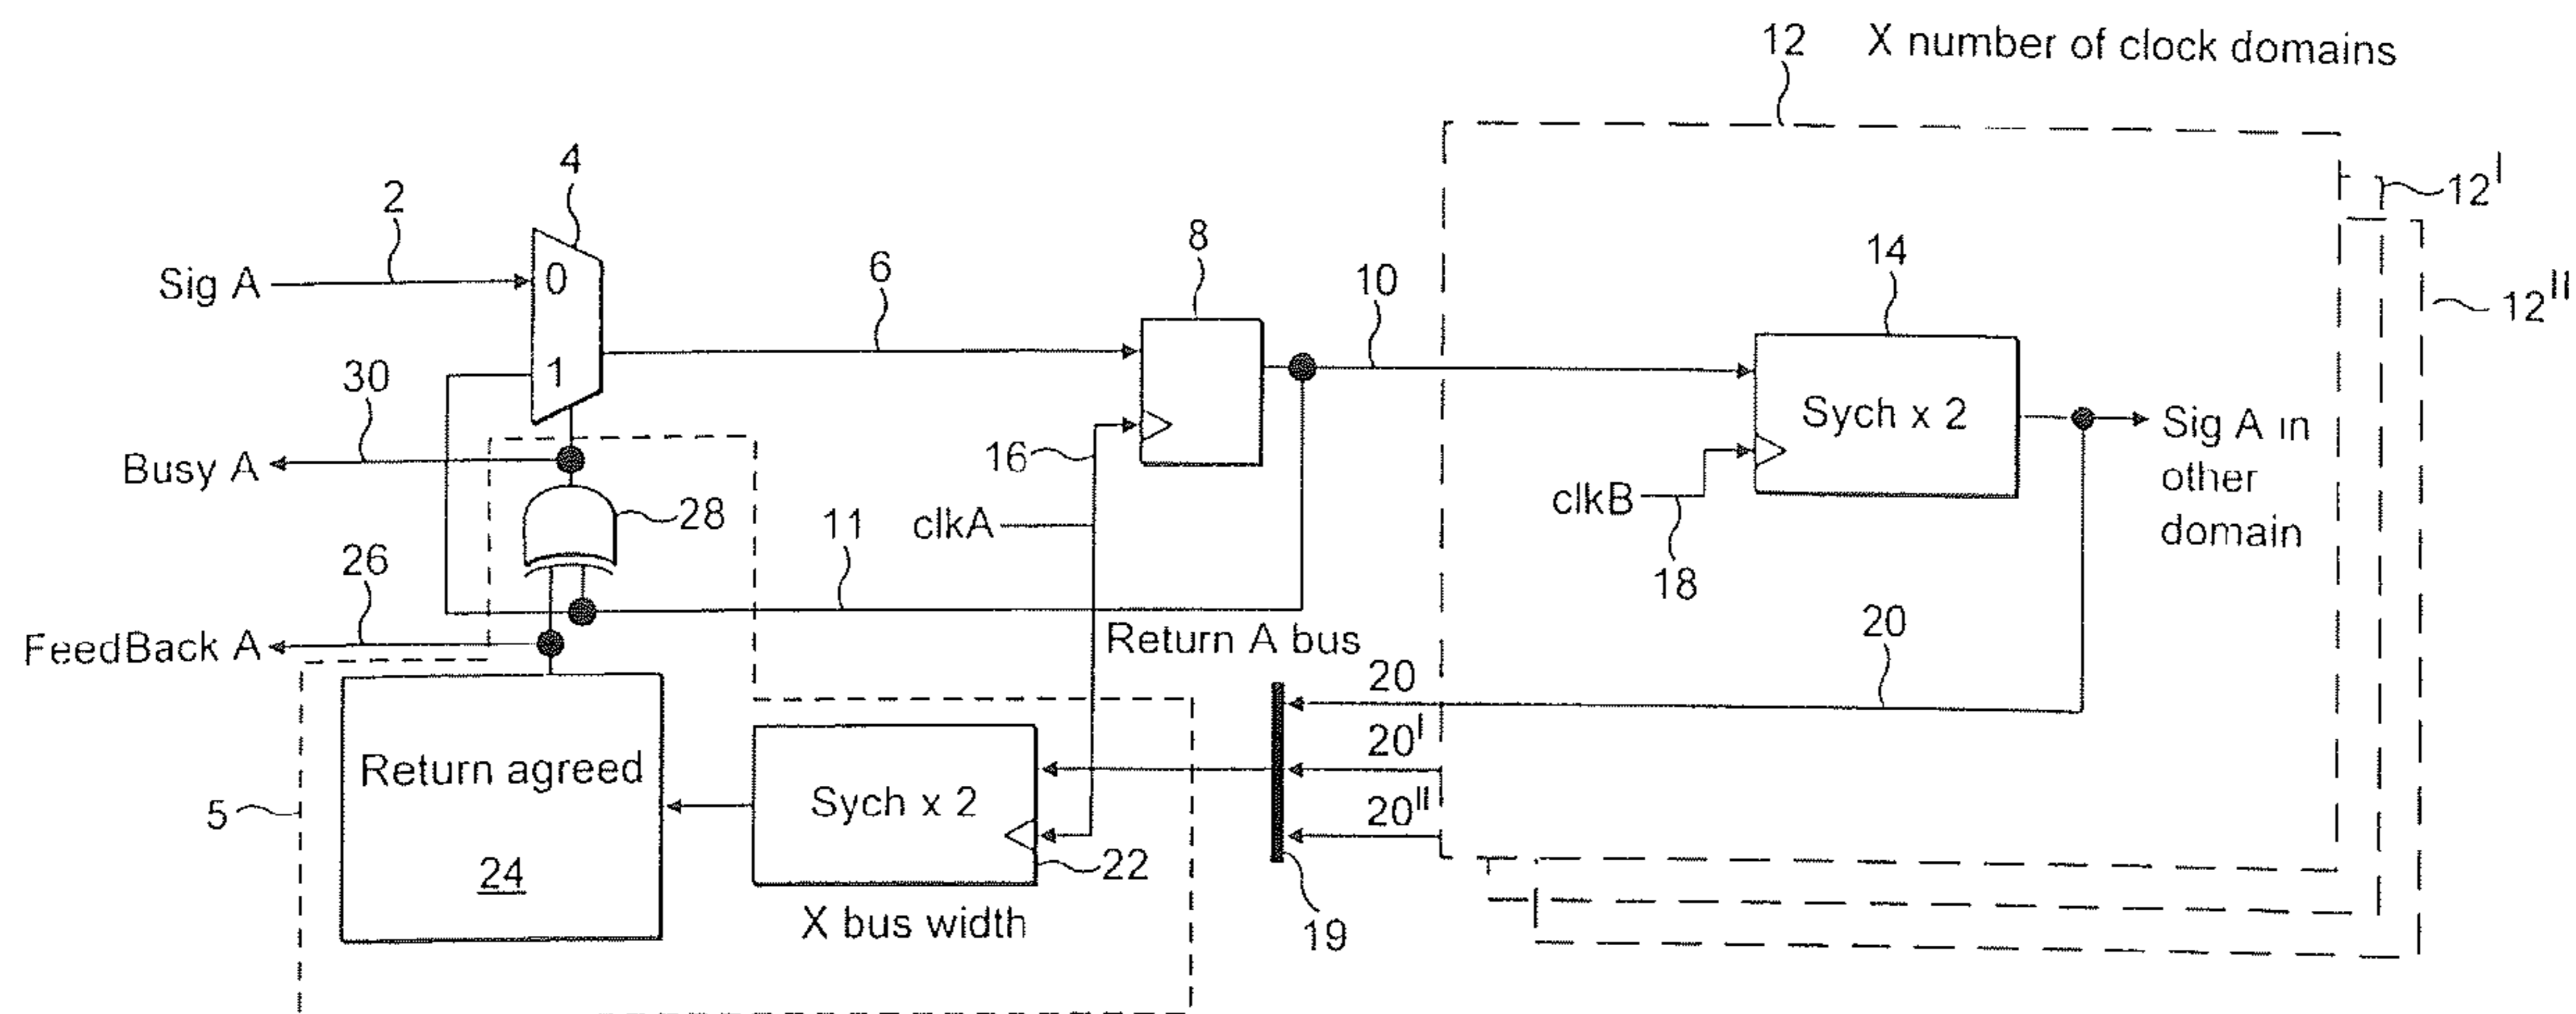 12 X number of clock domains
4
2
8
12I
6
10
14
12II
Sig A
0
1
30
Sych x 2
Sig A in
other
domain
Busy A
16
28
11
clkA
clkB
18
26
FeedBack A
Return A bus
20
20
20I
20II
Return agreed
24
5
Sych x 2
22
X bus width
19